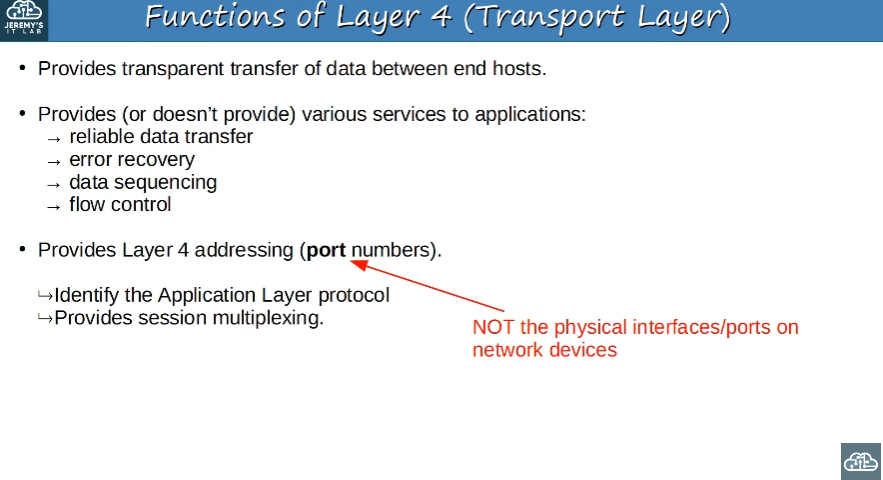 JEREMY'S
IT LAB
Functions of Layer 4 (Transport Layer)
• Provides transparent transfer of data between end hosts.
• Provides (or doesn't provide) various services to applications:
→ reliable data transfer
→ error recovery
→ data sequencing
→ flow control
• Provides Layer 4 addressing (port numbers).
↪Identify the Application Layer protocol
↪Provides session multiplexing.
NOT the physical interfaces/ports on
network devices